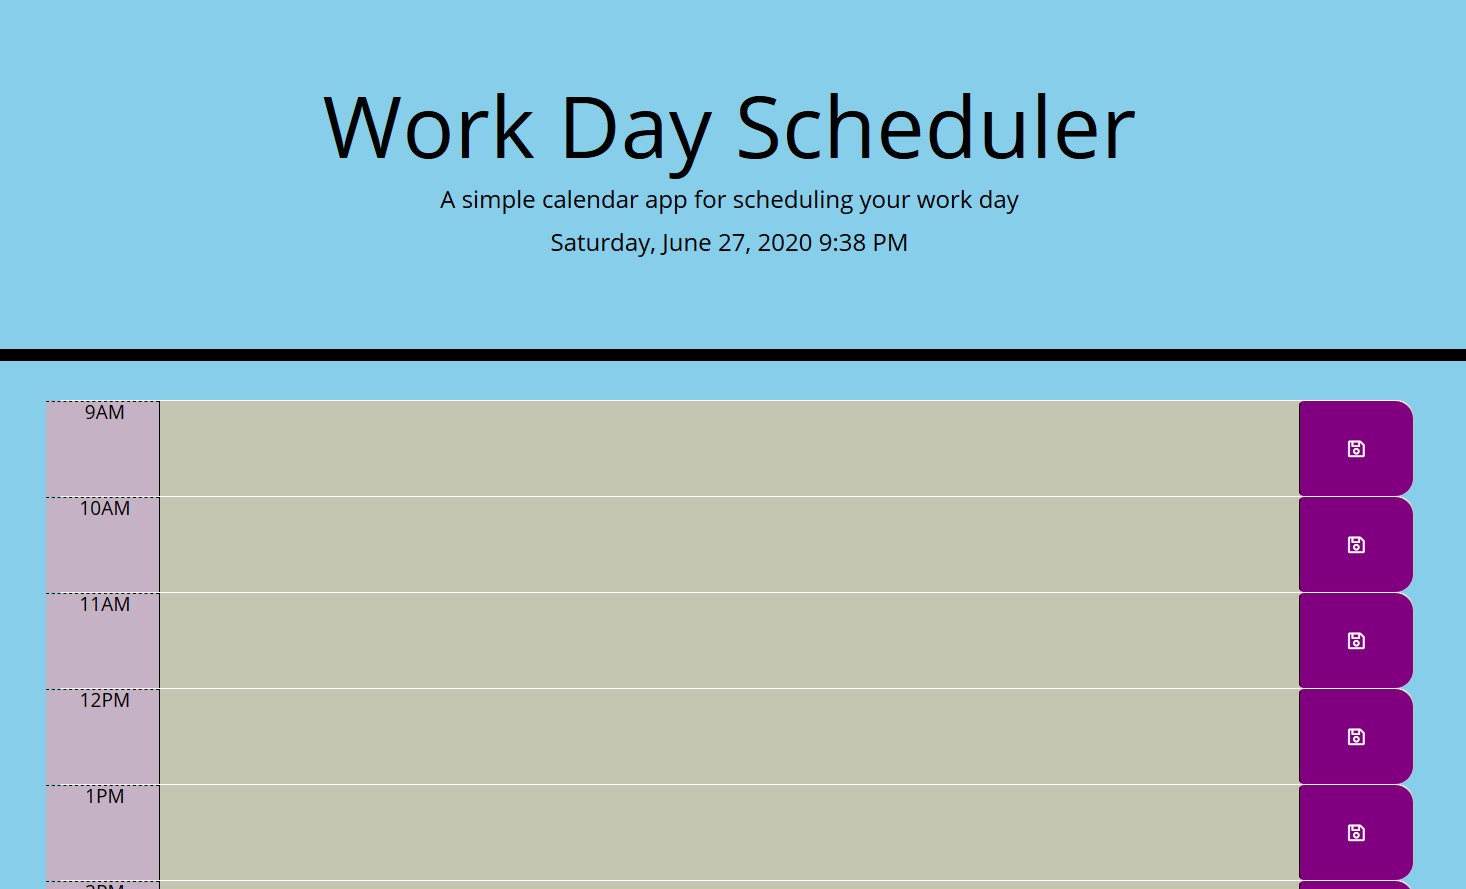 Work Day Scheduler
A simple calendar app for scheduling your work day
Saturday, June 27, 2020 9:38 PM
9AM
10AM
11AM
12PM
1PM
2PM